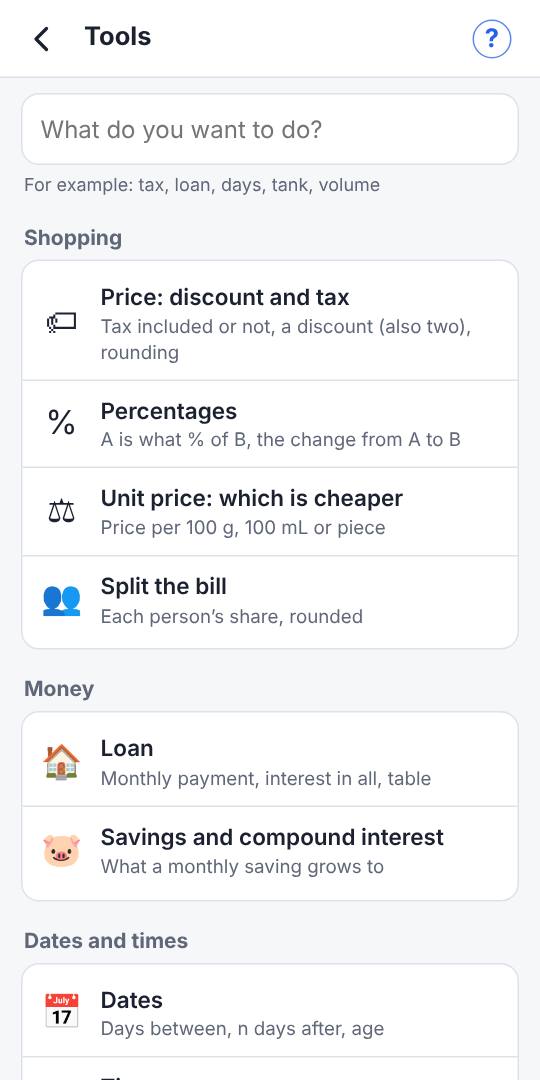 Tools
?
What do you want to do?
For example: tax, loan, days, tank, volume
Shopping
Price: discount and tax
Tax included or not, a discount (also two),
rounding
%
Percentages
A is what % of B, the change from A to B
Unit price: which is cheaper
Price per 100 g, 100 mL or piece
Split the bill
Each person’s share, rounded
Money
Loan
Monthly payment, interest in all, table
Savings and compound interest
What a monthly saving grows to
Dates and times
July
17
Dates
Days between, n days after, age